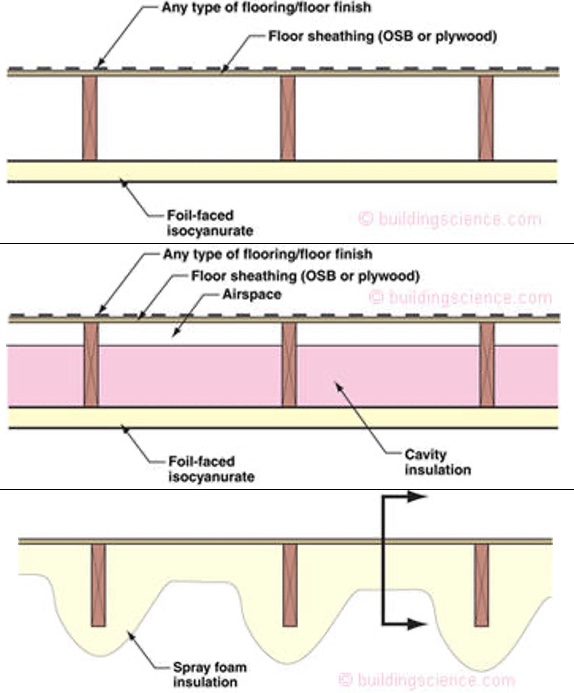 Any type of flooring/floor finish
Floor sheathing (OSB or plywood)
Foil-faced
isocyanurate
© buildingscience.com
Any type of flooring/floor finish
Floor sheathing (OSB or plywood)
Airspace
© buildingscience.com
Foil-faced
isocyanurate
Cavity
insulation
Spray foam
insulation
© buildingscience.com